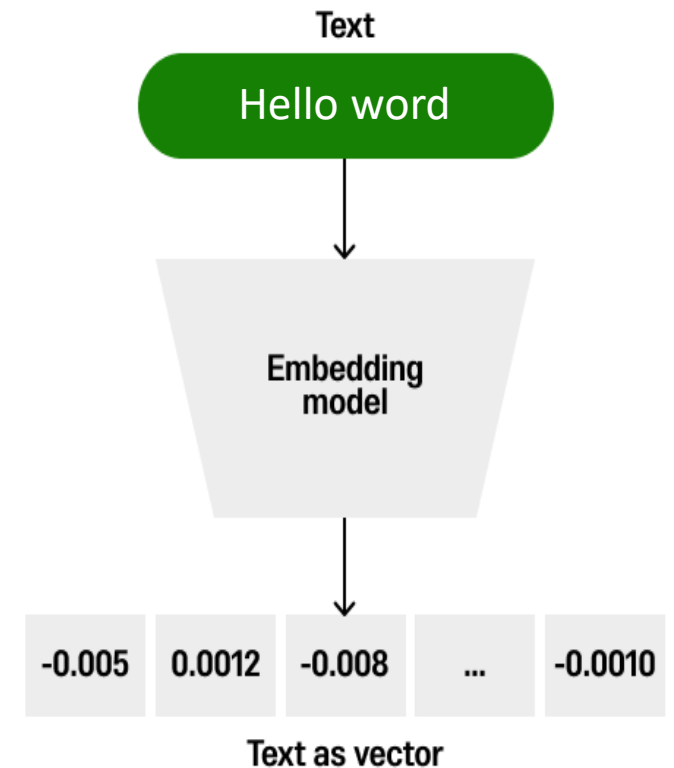 Text
Hello word
Embedding
model
-0.005 0.0012 -0.008 ... -0.0010
Text as vector